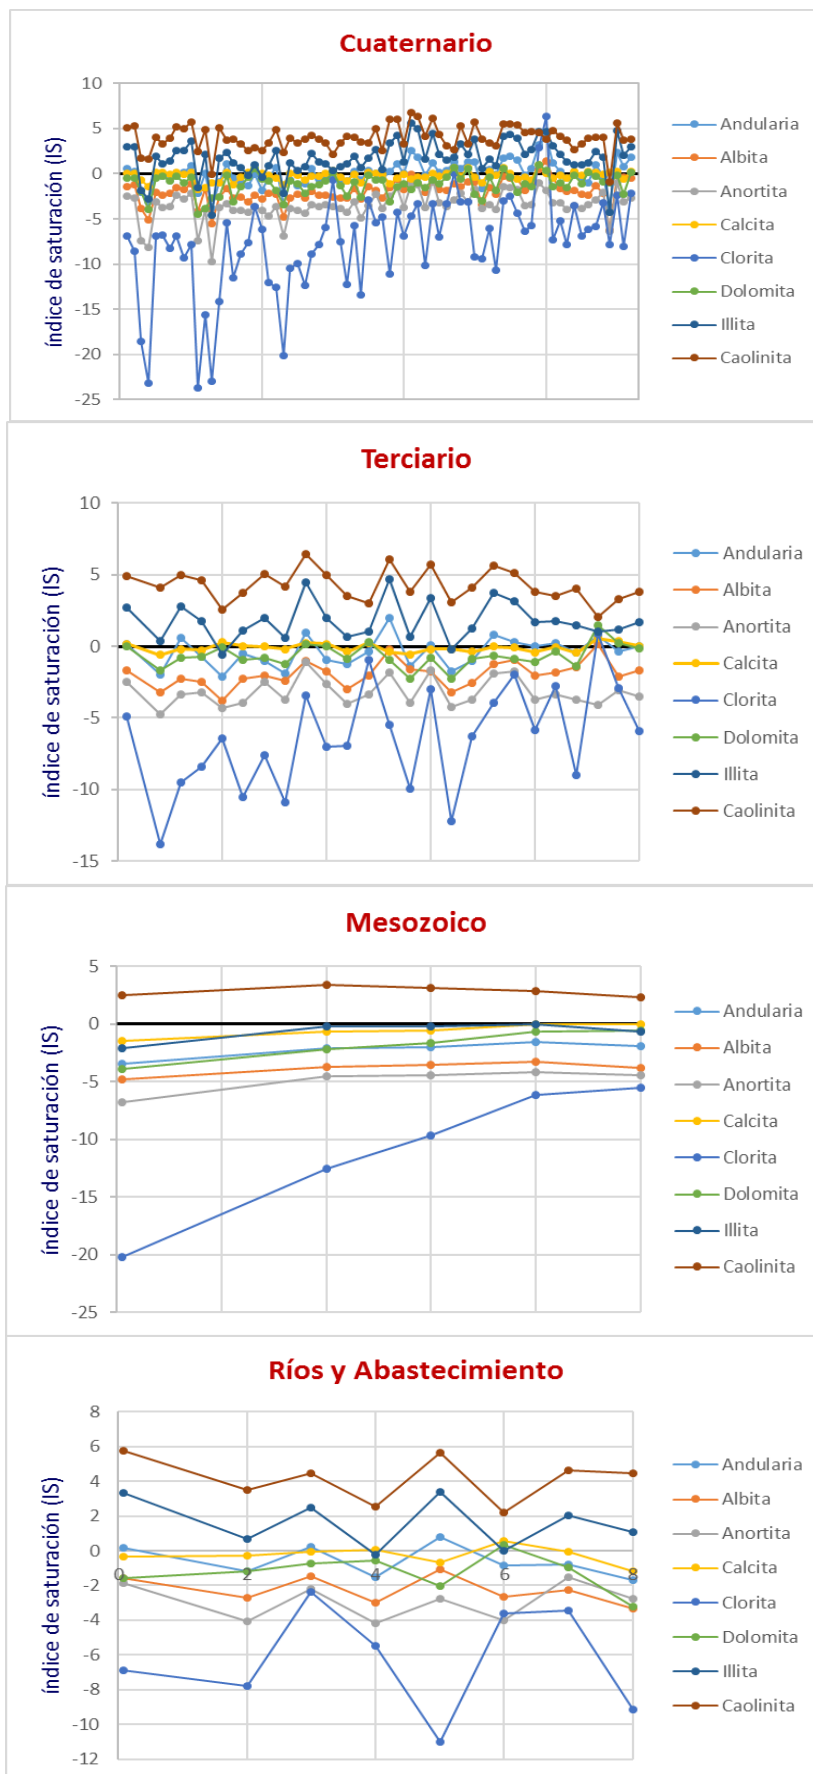 Cuaternario
índice de saturación (IS)
10
5
0
-5
-10
-15
-20
-25
Andularia
Albita
Anortita
Calcita
Clorita
Dolomita
Illita
Caolinita
Terciario
índice de saturación (IS)
10
5
0
-5
-10
-15
Andularia
Albita
Anortita
Calcita
Clorita
Dolomita
Illita
Caolinita
Mesozoico
índice de saturación (IS)
5
0
-5
-10
-15
-20
-25
Andularia
Albita
Anortita
Calcita
Clorita
Dolomita
Illita
Caolinita
Ríos y Abastecimiento
índice de saturación (IS)
8
6
4
2
0
-2
-4
-6
-8
-10
-12
0 2 4 6 8
Andularia
Albita
Anortita
Calcita
Clorita
Dolomita
Illita
Caolinita